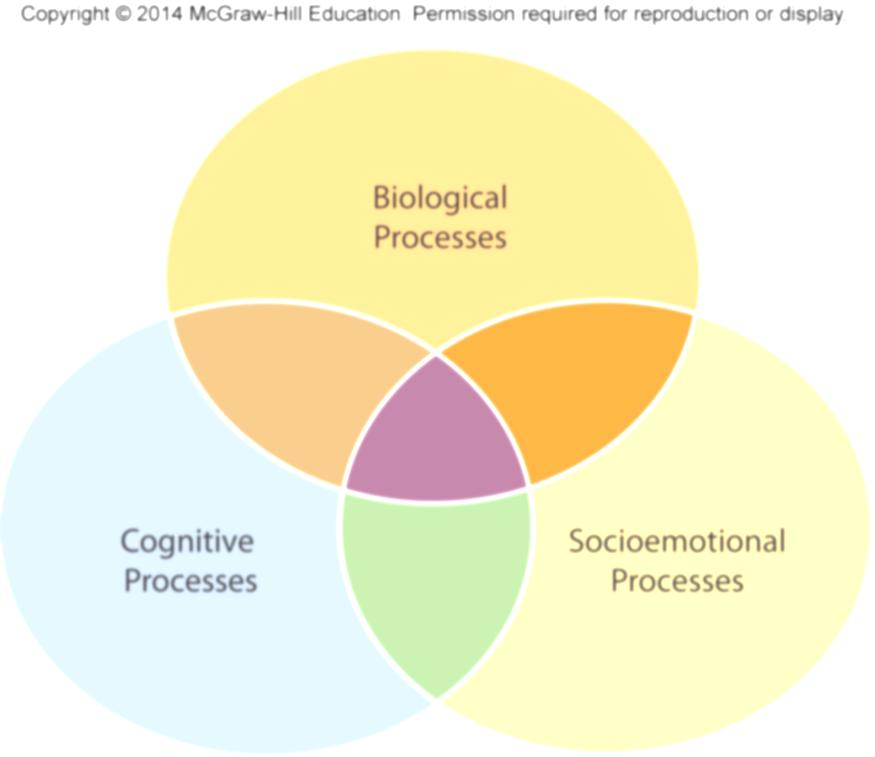 Copyright © 2014 McGraw-Hill Education  Permission required for reproduction or display
Biological
Processes
Cognitive
Processes
Socioemotional
Processes